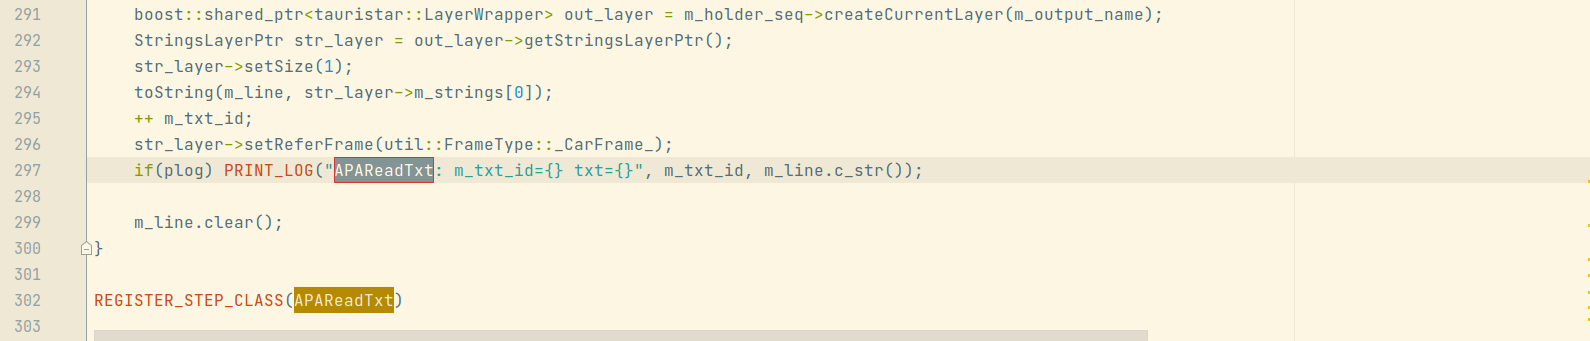 291    boost::shared_ptr<tauristar::LayerWrapper> out_layer = m_holder_seq->createCurrentLayer(m_output_name);
292    StringsLayerPtr str_layer = out_layer->getStringsLayerPtr();
293    str_layer->setSize(1);
294    toString(m_line, str_layer->m_strings[0]);
295    ++ m_txt_id;
296    str_layer->setReferFrame(util::FrameType::_CarFrame_);
297    if(plog) PRINT_LOG("APAReadTxt: m_txt_id={} txt={}", m_txt_id, m_line.c_str());
298
299    m_line.clear();
300 }
301
302 REGISTER_STEP_CLASS(APAReadTxt)
303